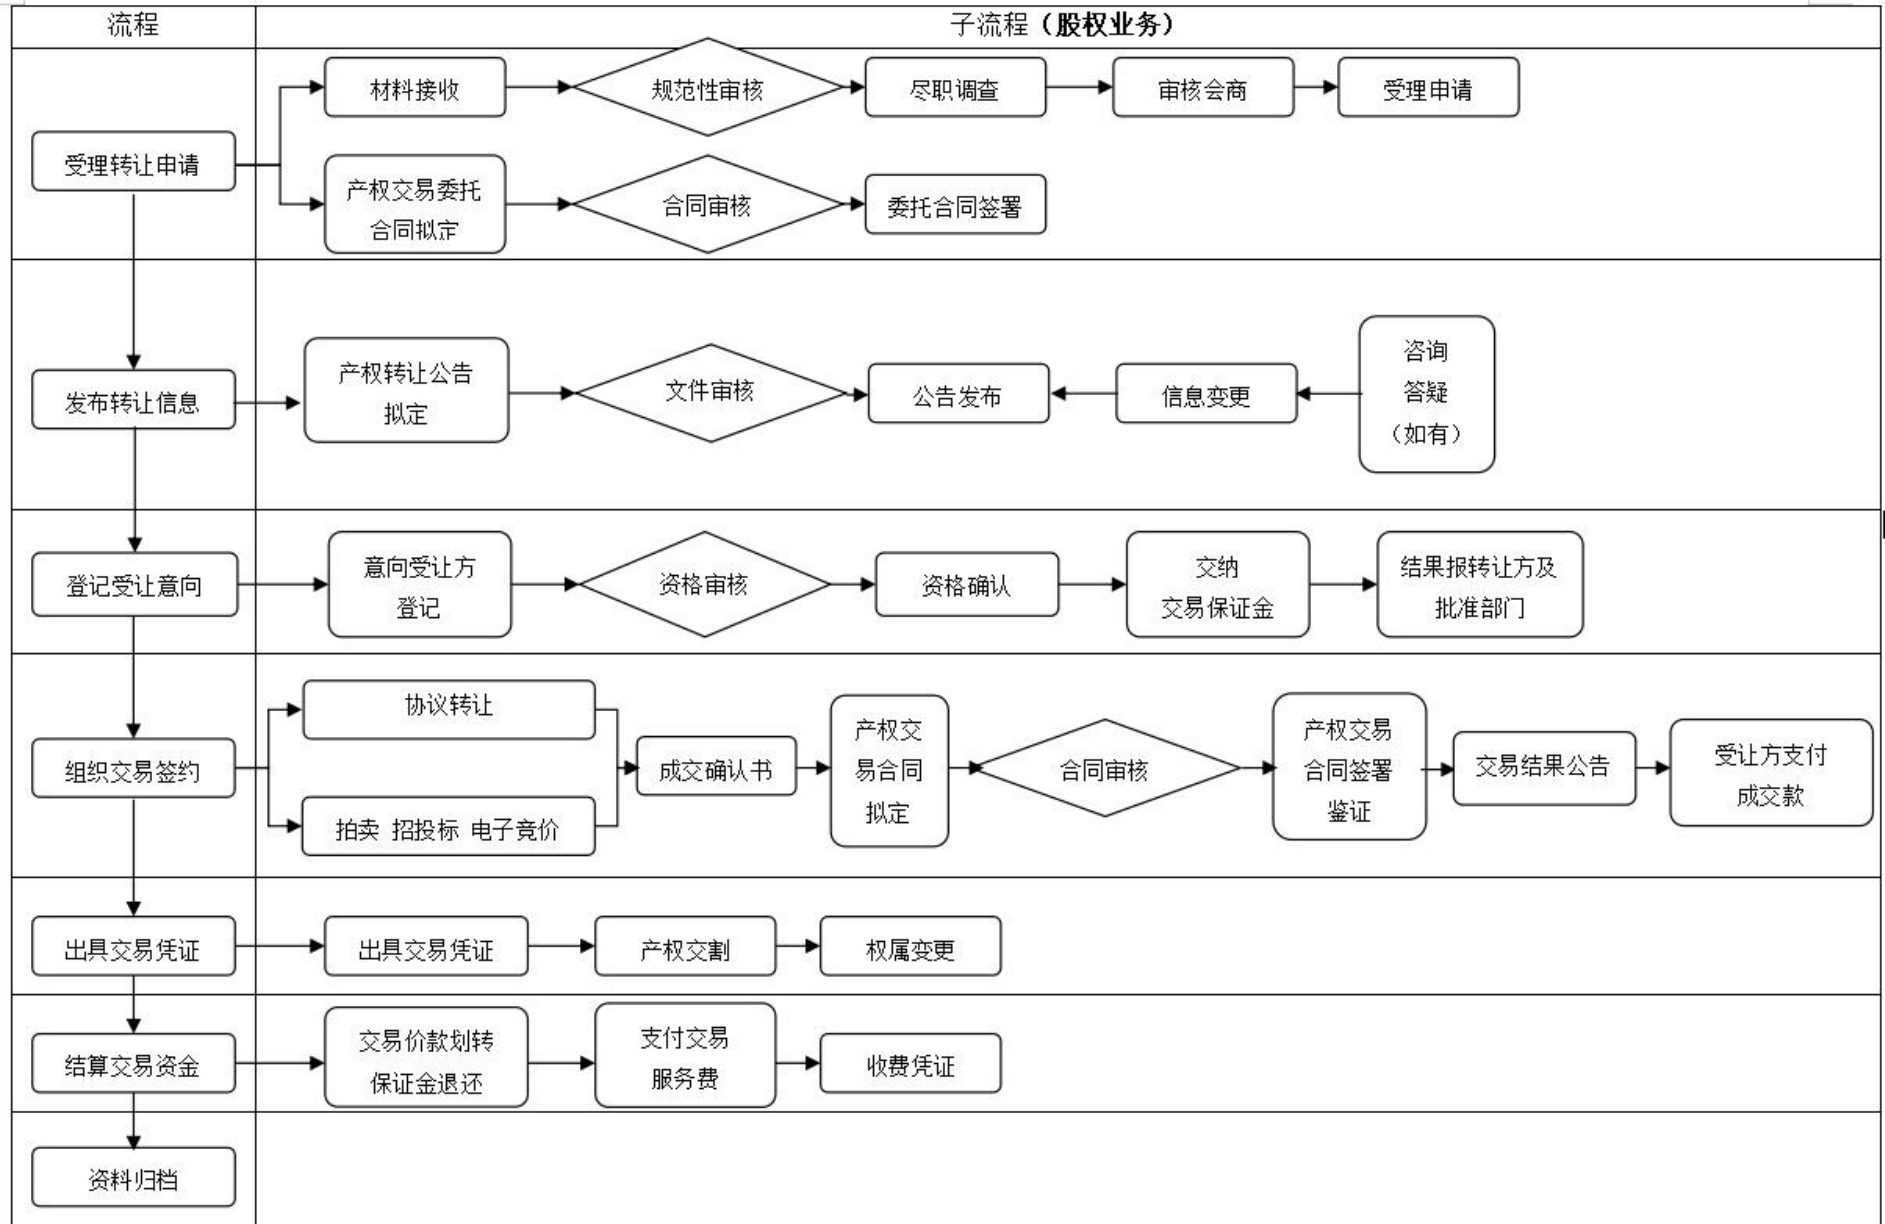 流程
子流程（股权业务）
受理转让申请
材料接收
规范性审核
尽职调查
审核会商
受理申请
产权交易委托
合同拟定
合同审核
委托合同签署
发布转让信息
产权转让公告
拟定
文件审核
公告发布
信息变更
咨询
答疑
（如有）
登记受让意向
意向受让方
登记
资格审核
资格确认
交纳
交易保证金
结果报转让方及
批准部门
组织交易签约
协议转让
拍卖 招投标 电子竞价
成交确认书
产权交
易合同
拟定
合同审核
产权交易
合同签署
鉴证
交易结果公告
受让方支付
成交款
出具交易凭证
出具交易凭证
产权交割
权属变更
结算交易资金
交易价款划转
保证金退还
支付交易
服务费
收费凭证
资料归档